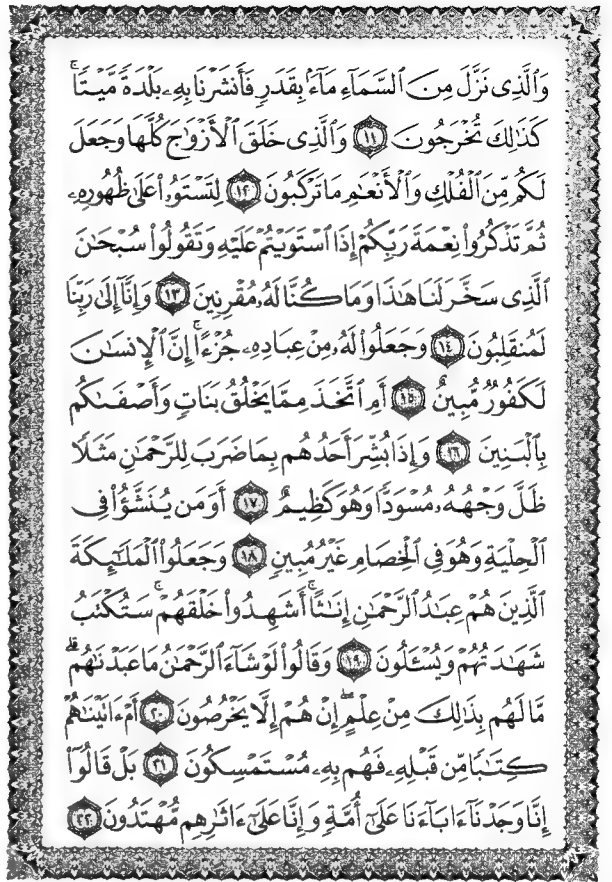 وَٱلَّذِى نَزَّلَ مِنَ ٱلسَّمَآءِ مَآءًۢ بِقَدَرٍ فَأَنشَرْنَا بِهِۦ بَلْدَةً مَّيْتًاۚ
كَذَٰلِكَ تُخْرَجُونَ ١١ وَٱلَّذِى خَلَقَ ٱلْأَزْوَٰجَ كُلَّهَا وَجَعَلَ
لَكُم مِّنَ ٱلْفُلْكِ وَٱلْأَنْعَٰمِ مَا تَرْكَبُونَ ١٢ لِتَسْتَوُۥا۟ عَلَىٰ ظُهُورِهِۦ
ثُمَّ تَذْكُرُوا۟ نِعْمَةَ رَبِّكُمْ إِذَا ٱسْتَوَيْتُمْ عَلَيْهِ وَتَقُولُوا۟ سُبْحَٰنَ
ٱلَّذِى سَخَّرَ لَنَا هَٰذَا وَمَا كُنَّا لَهُۥ مُقْرِنِينَ ١٣ وَإِنَّآ إِلَىٰ رَبِّنَا
لَمُنقَلِبُونَ ١٤ وَجَعَلُوا۟ لَهُۥ مِنْ عِبَادِهِۦ جُزْءًاۚ إِنَّ ٱلْإِنسَٰنَ
لَكَفُورٌ مُّبِينٌ ١٥ أَمِ ٱتَّخَذَ مِمَّا يَخْلُقُ بَنَاتٍ وَأَصْفَىٰكُم
بِٱلْبَنِينَ ١٦ وَإِذَا بُشِّرَ أَحَدُهُم بِمَا ضَرَبَ لِلرَّحْمَٰنِ مَثَلًا
ظَلَّ وَجْهُهُۥ مُسْوَدًّا وَهُوَ كَظِيمٌ ١٧ أَوَمَن يُنَشَّؤُا۟ فِى
ٱلْحِلْيَةِ وَهُوَ فِى ٱلْخِصَامِ غَيْرُ مُبِينٍ ١٨ وَجَعَلُوا۟ ٱلْمَلَٰٓئِكَةَ
ٱلَّذِينَ هُمْ عِبَٰدُ ٱلرَّحْمَٰنِ إِنَٰثًاۚ أَشَهِدُوا۟ خَلْقَهُمْۚ سَتُكْتَبُ
شَهَٰدَتُهُمْ وَيُسْـَٔلُونَ ١٩ وَقَالُوا۟ لَوْ شَآءَ ٱلرَّحْمَٰنُ مَا عَبَدْنَٰهُمۗ
مَّا لَهُم بِذَٰلِكَ مِنْ عِلْمٍۖ إِنْ هُمْ إِلَّا يَخْرُصُونَ ٢٠ أَمْ ءَاتَيْنَٰهُمْ
كِتَٰبًا مِّن قَبْلِهِۦ فَهُم بِهِۦ مُسْتَمْسِكُونَ ٢١ بَلْ قَالُوٓا۟
إِنَّا وَجَدْنَآ ءَابَآءَنَا عَلَىٰٓ أُمَّةٍ وَإِنَّا عَلَىٰٓ ءَاثَٰرِهِم مُّهْتَدُونَ ٢٢